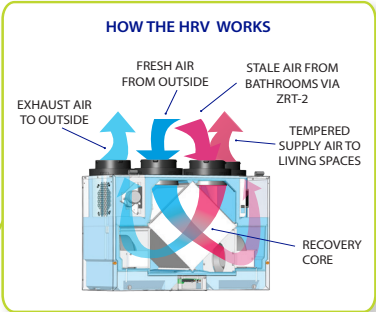 HOW THE HRV WORKS
FRESH AIR
FROM OUTSIDE
STALE AIR FROM
BATHROOMS VIA
ZRT-2
EXHAUST AIR
TO OUTSIDE
TEMPERED
SUPPLY AIR TO
LIVING SPACES
RECOVERY
CORE